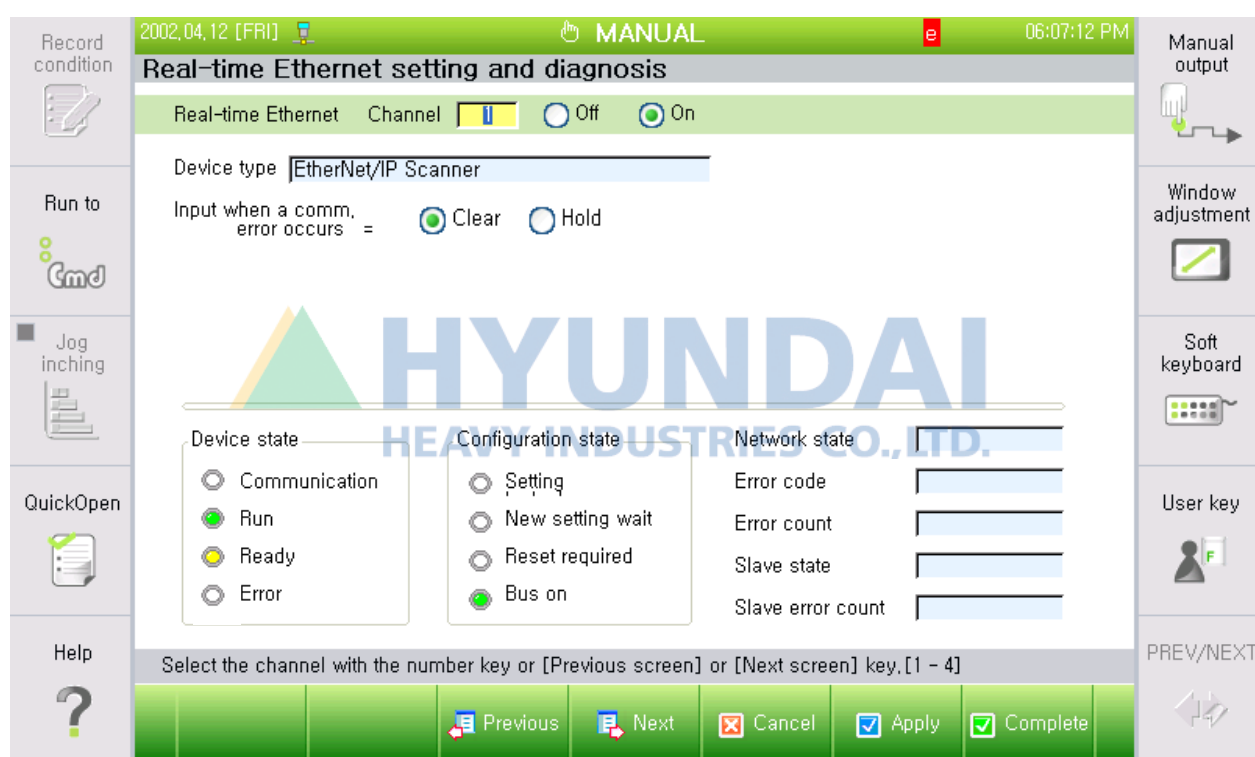 Record
condition
Run to
Cmd
Jog
inching
QuickOpen
Help
?
2002,04,12 [FRI] MANUAL e 06:07:12 PM
Real-time Ethernet setting and diagnosis
Real-time Ethernet Channel 1 Off On
Device type EtherNet/IP Scanner
Input when a comm,
error occurs = Clear Hold
HYUNDAI
HEAVY INDUSTRIES CO., LTD.
Device state
Communication
Run
Ready
Error
Configuration state
Setting
New setting wait
Reset required
Bus on
Network state
Error code
Error count
Slave state
Slave error count
Select the channel with the number key or [Previous screen] or [Next screen] key,[1 - 4]
Previous Next Cancel Apply Complete
Manual
output
Window
adjustment
Soft
keyboard
User key
F
PREV/NEXT